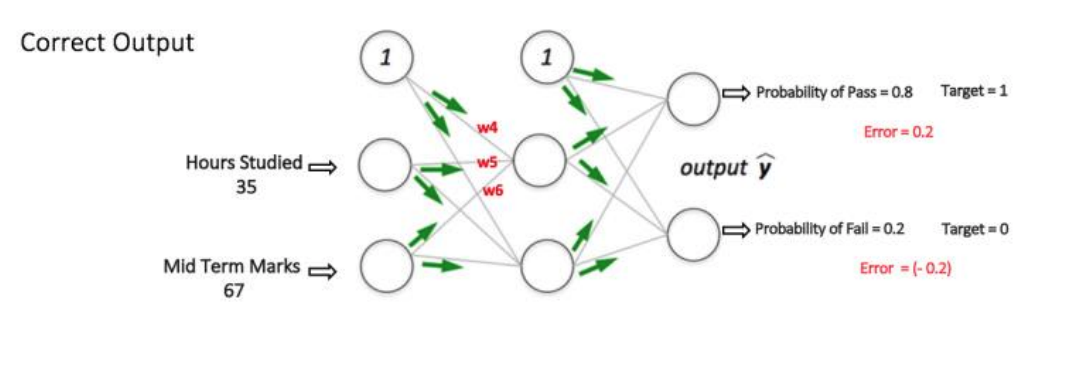 Correct Output
1
1
w4
w5
w6
Hours Studied
35
Mid Term Marks
67
Probability of Pass = 0.8 Target = 1
Error = 0.2
output ŷ
Probability of Fail = 0.2 Target = 0
Error = (- 0.2)